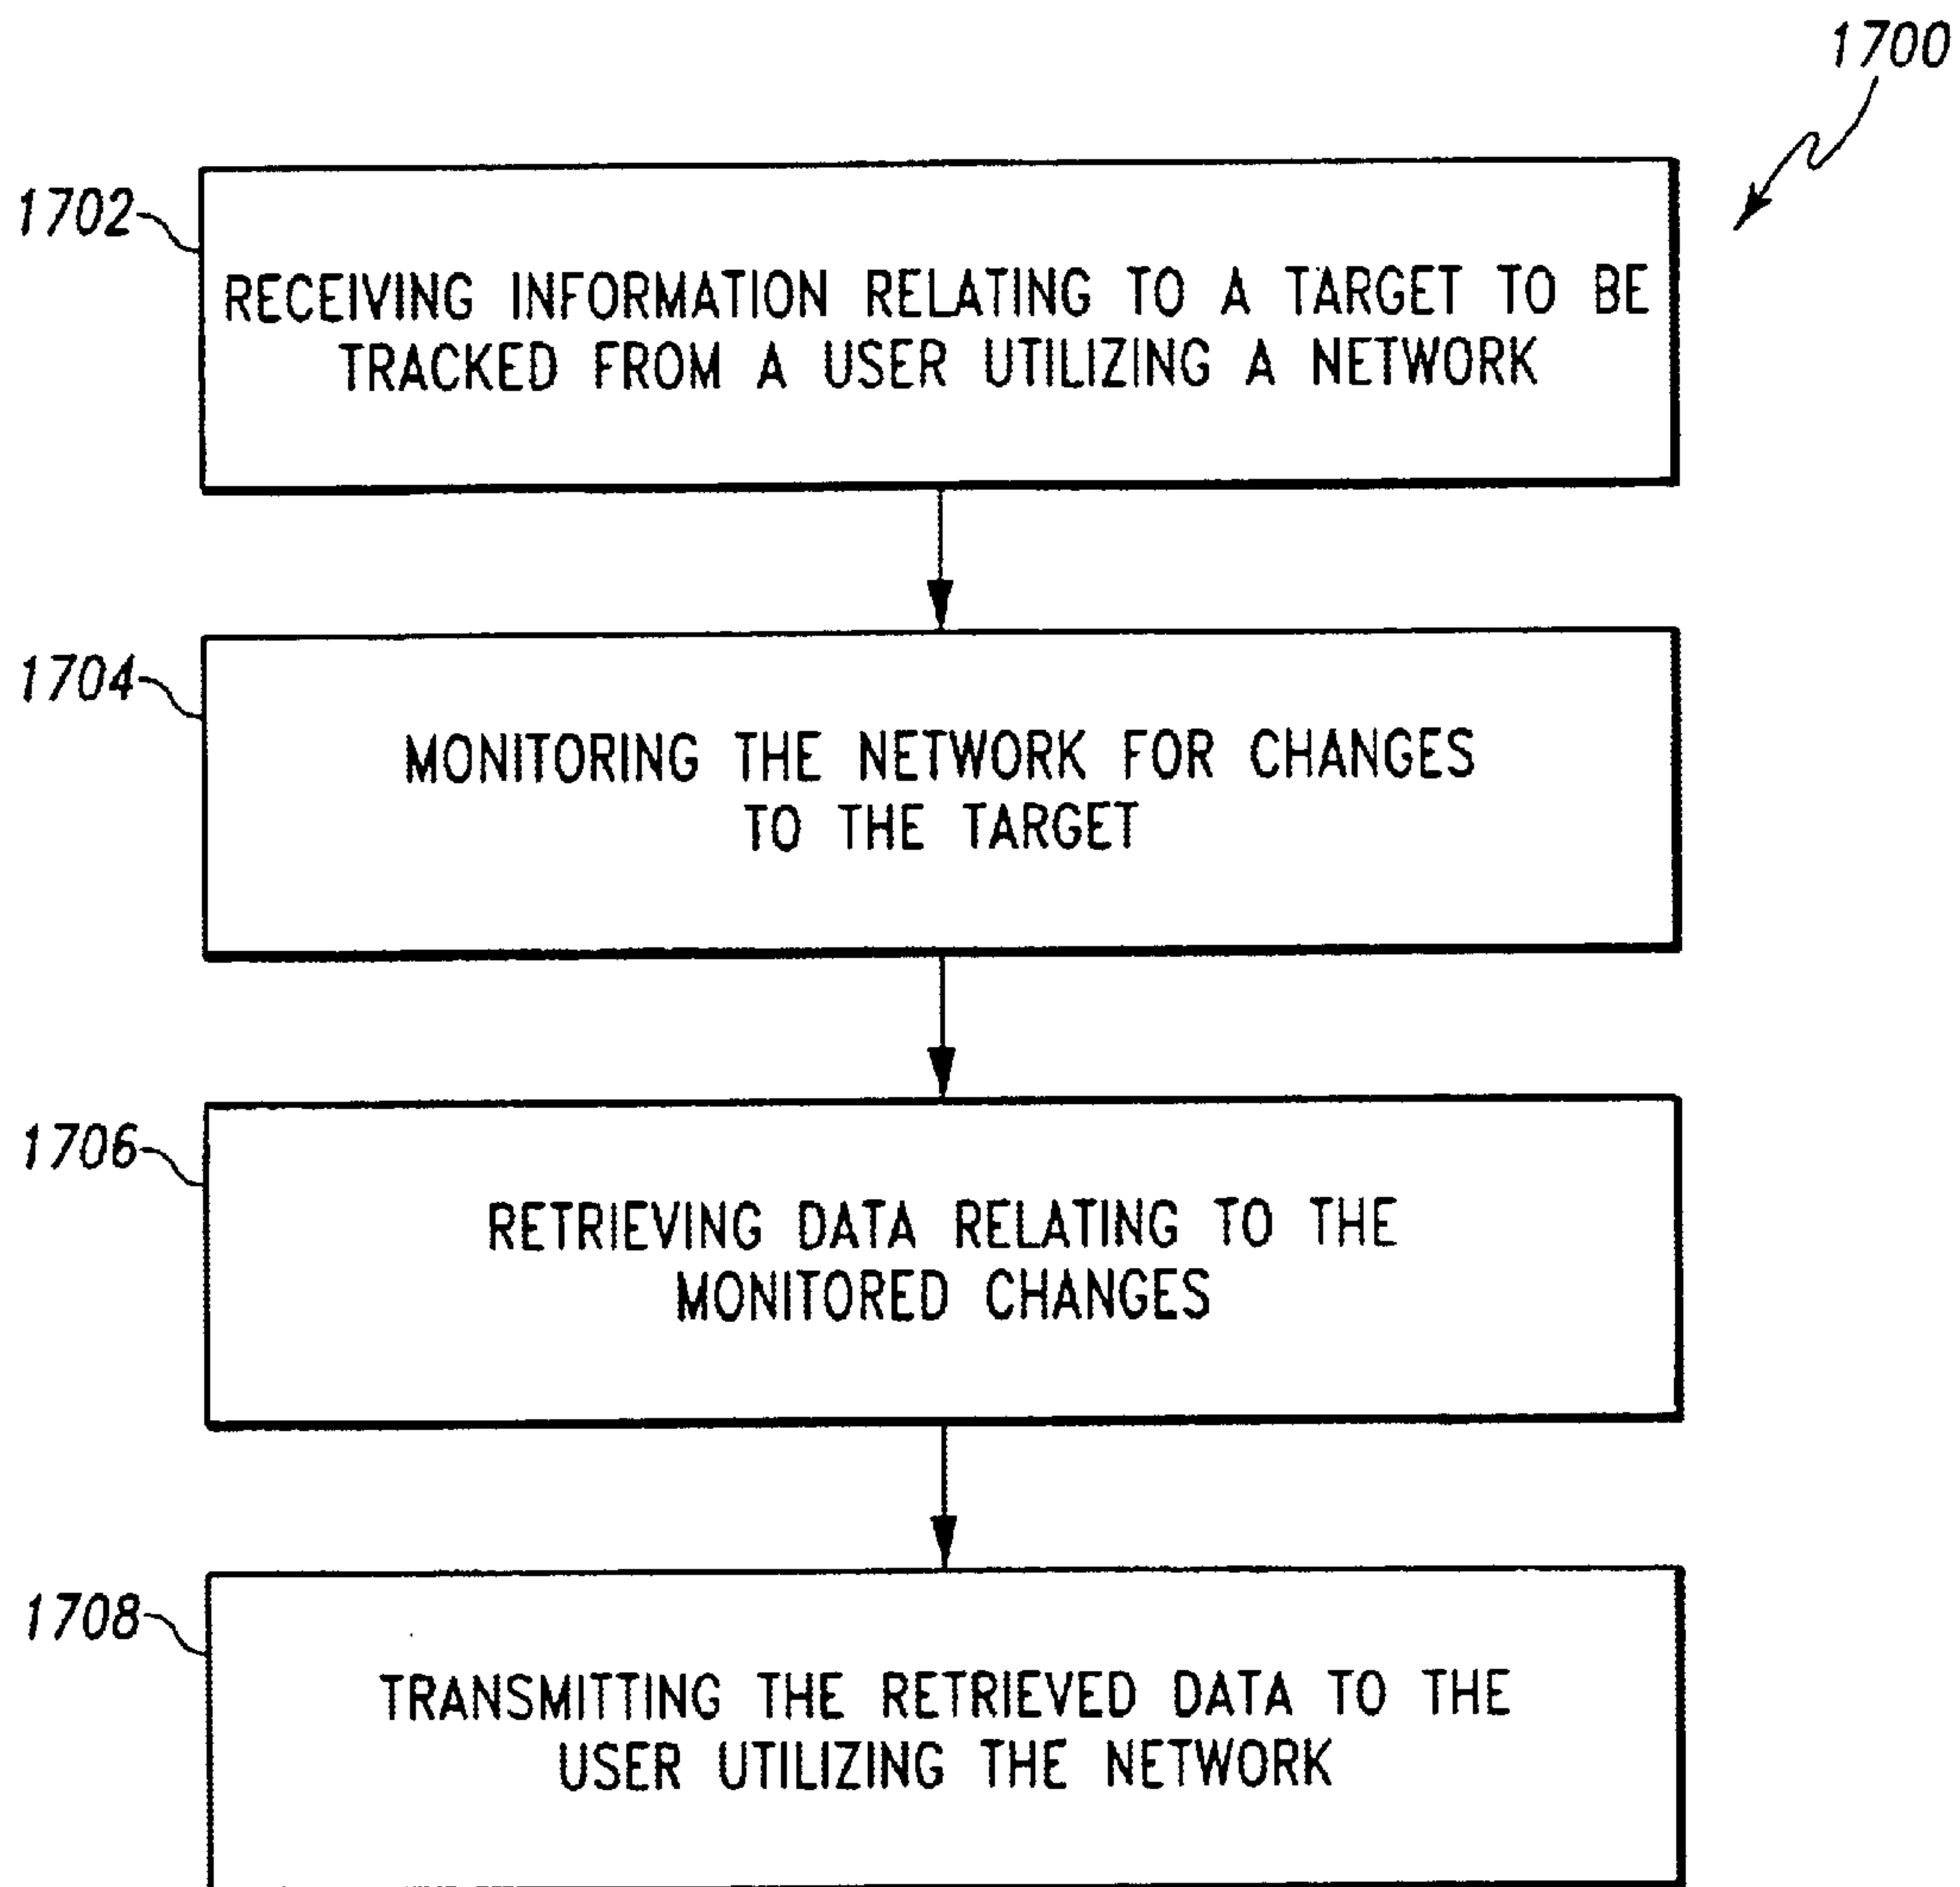 1700
1702
RECEIVING INFORMATION RELATING TO A TARGET TO BE
TRACKED FROM A USER UTILIZING A NETWORK
1704
MONITORING THE NETWORK FOR CHANGES
TO THE TARGET
1706
RETRIEVING DATA RELATING TO THE
MONITORED CHANGES
1708
TRANSMITTING THE RETRIEVED DATA TO THE
USER UTILIZING THE NETWORK